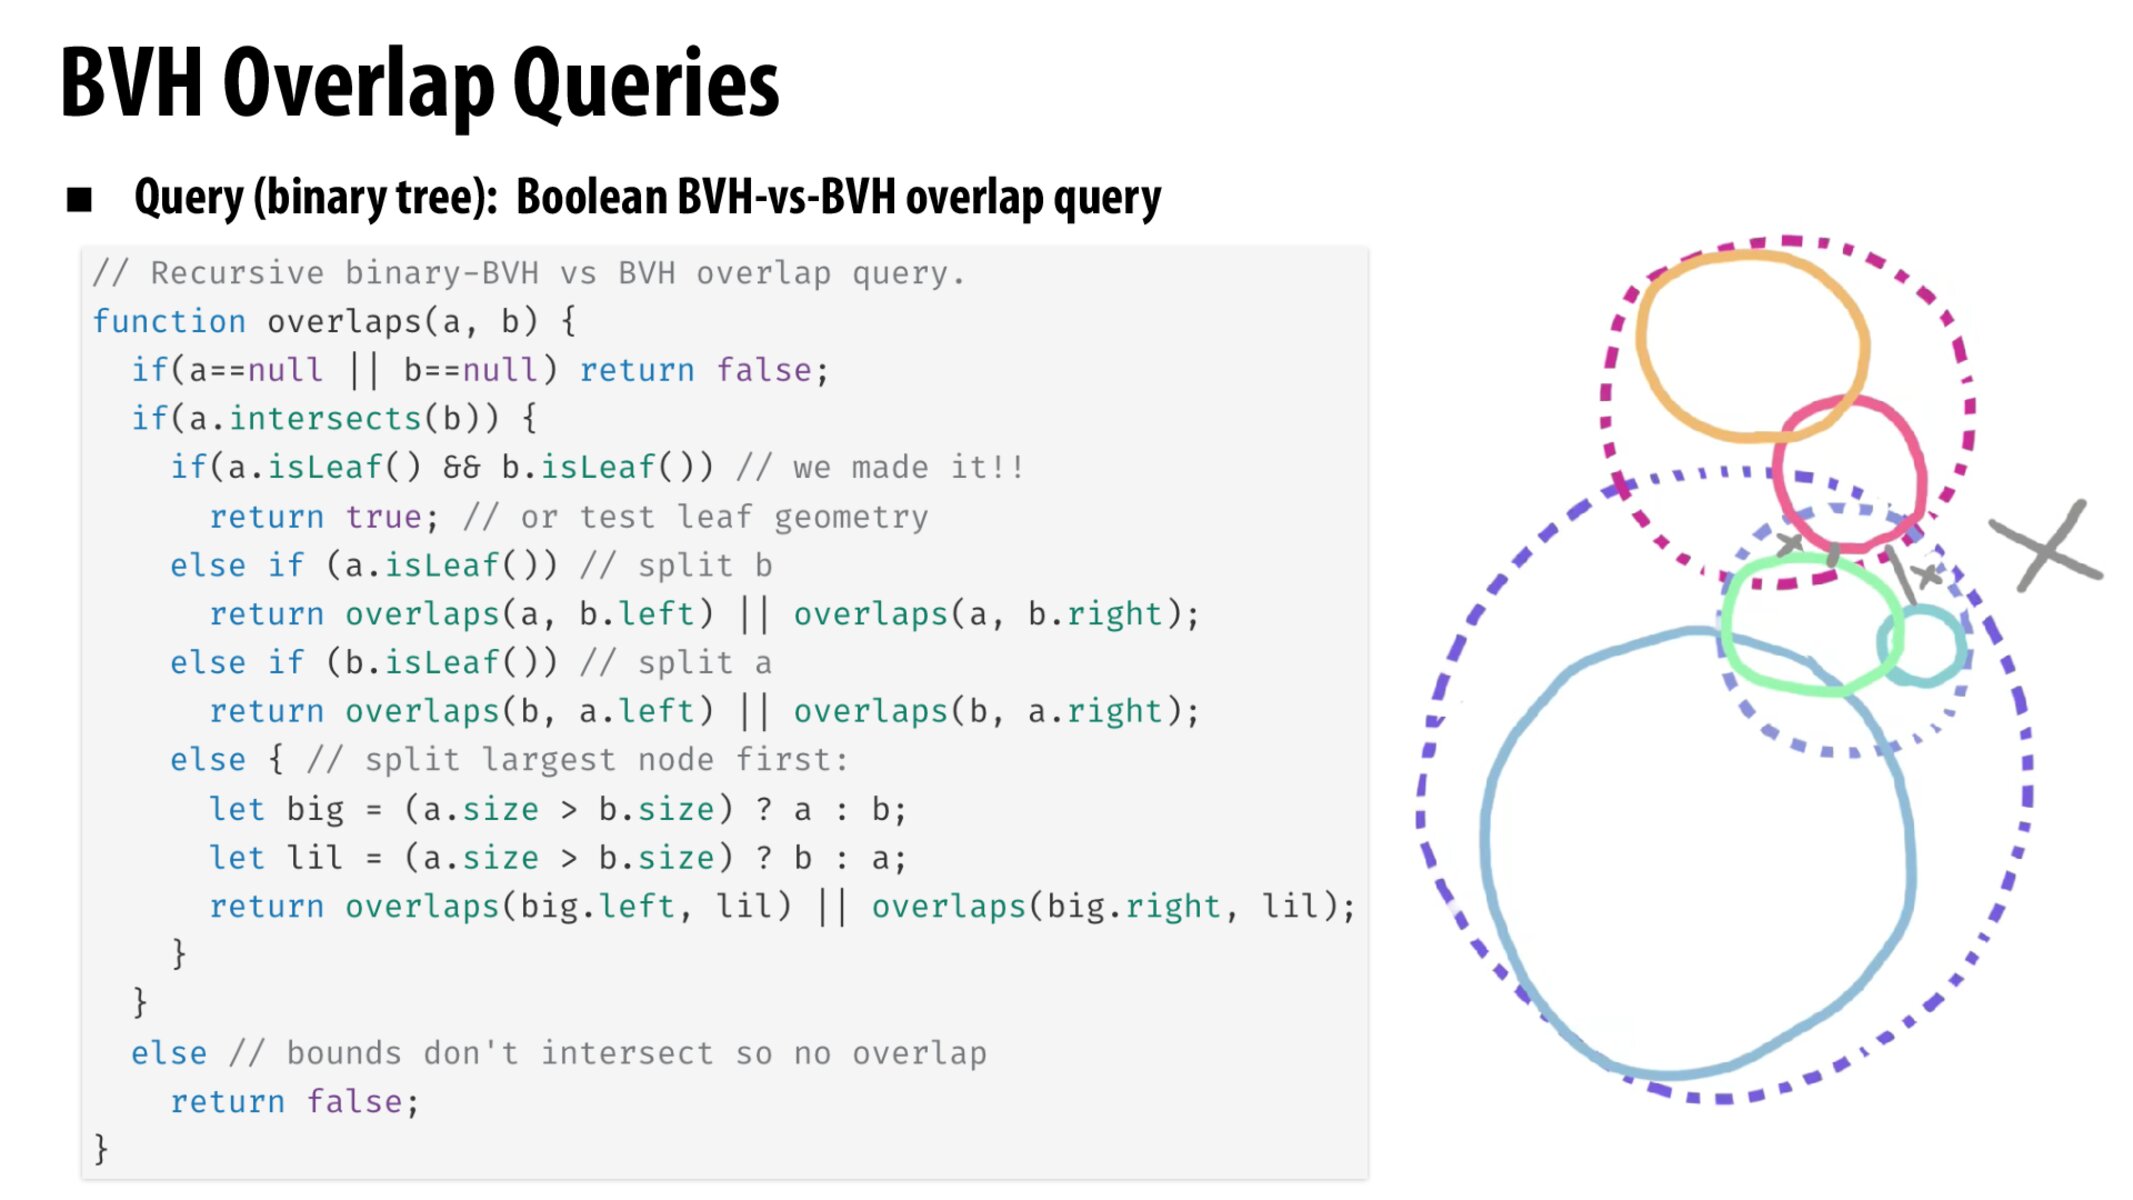 BVH Overlap Queries
■ Query (binary tree): Boolean BVH-vs-BVH overlap query
// Recursive binary-BVH vs BVH overlap query.
function overlaps(a, b) {
  if(a==null || b==null) return false;
  if(a.intersects(b)) {
    if(a.isLeaf() && b.isLeaf()) // we made it!!
      return true; // or test leaf geometry
    else if (a.isLeaf()) // split b
      return overlaps(a, b.left) || overlaps(a, b.right);
    else if (b.isLeaf()) // split a
      return overlaps(b, a.left) || overlaps(b, a.right);
    else { // split largest node first:
      let big = (a.size > b.size) ? a : b;
      let lil = (a.size > b.size) ? b : a;
      return overlaps(big.left, lil) || overlaps(big.right, lil);
    }
  }
  else // bounds don't intersect so no overlap
    return false;
}